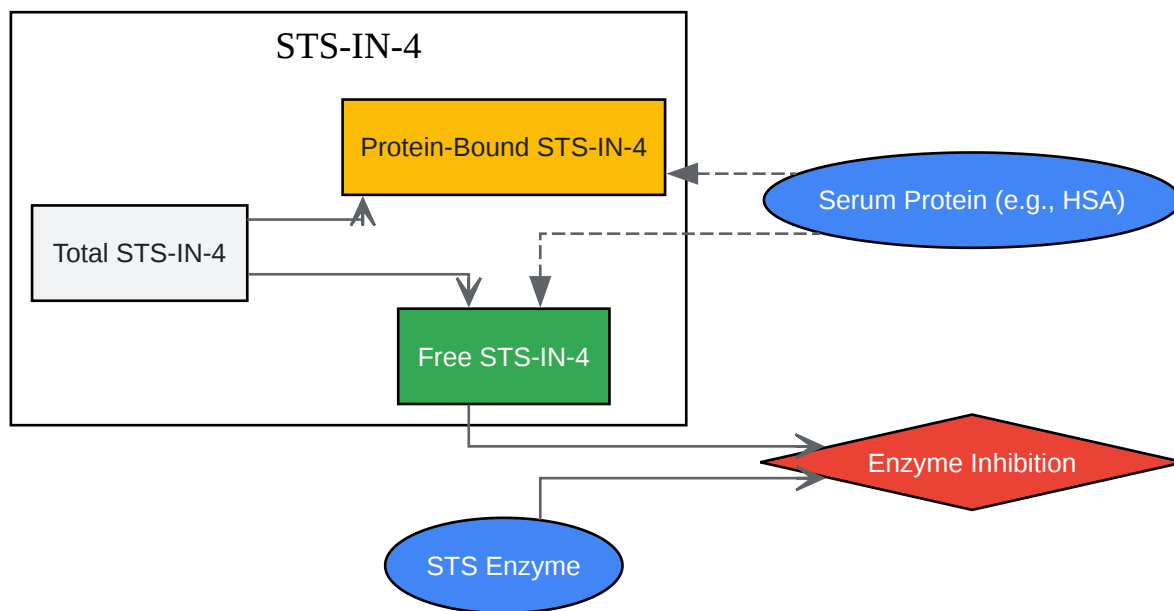 STS-IN-4
Protein-Bound STS-IN-4
Serum Protein (e.g., HSA)
Total STS-IN-4
Free STS-IN-4
Enzyme Inhibition
STS Enzyme